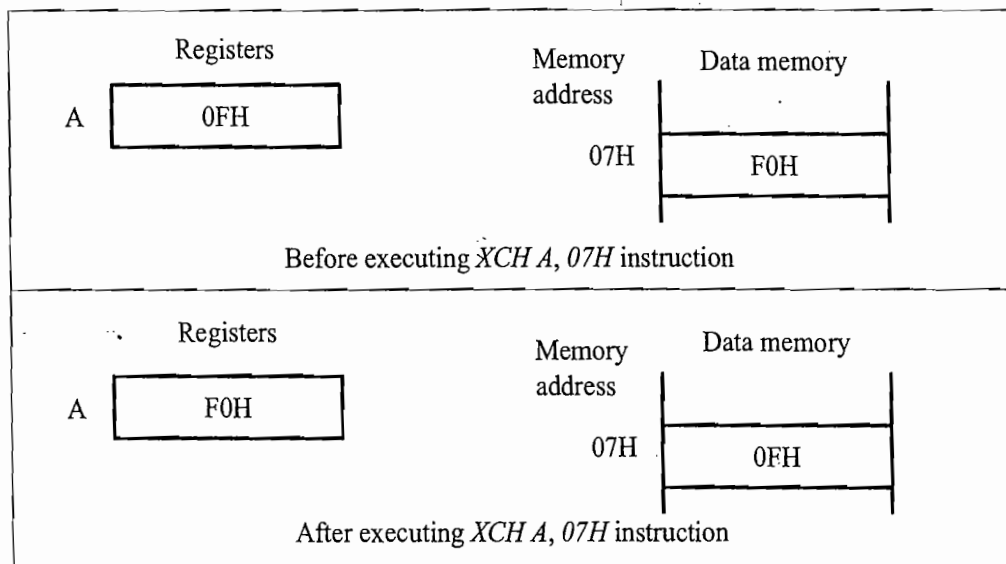 Registers
Memory address
Data memory
A
0FH
07H
F0H
Before executing XCH A, 07H instruction
Registers
Memory address
Data memory
A
F0H
07H
0FH
After executing XCH A, 07H instruction